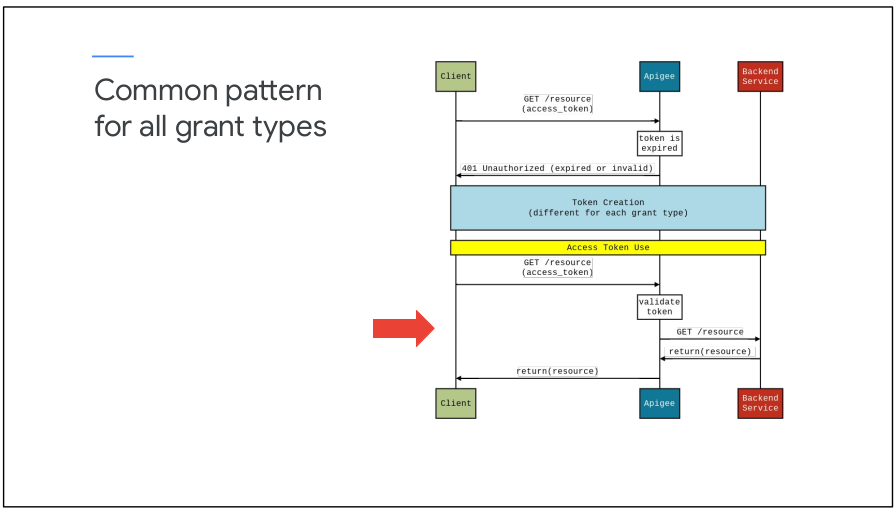 Common pattern
for all grant types
Client
Apigee
Backend
Service
GET /resource
(access_token)
token is
expired
401 Unauthorized (expired or invalid)
Token Creation
(different for each grant type)
Access Token Use
GET /resource
(access_token)
validate
token
GET /resource
return(resource)
return(resource)
Client
Apigee
Backend
Service